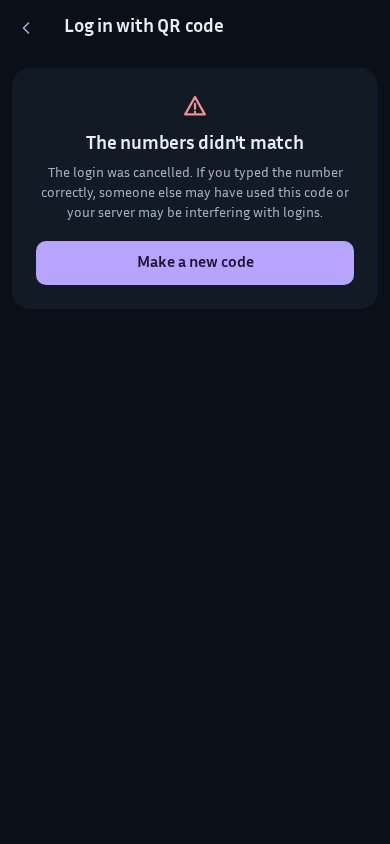 Log in with QR code
The numbers didn't match
The login was cancelled. If you typed the number
correctly, someone else may have used this code or
your server may be interfering with logins.
Make a new code